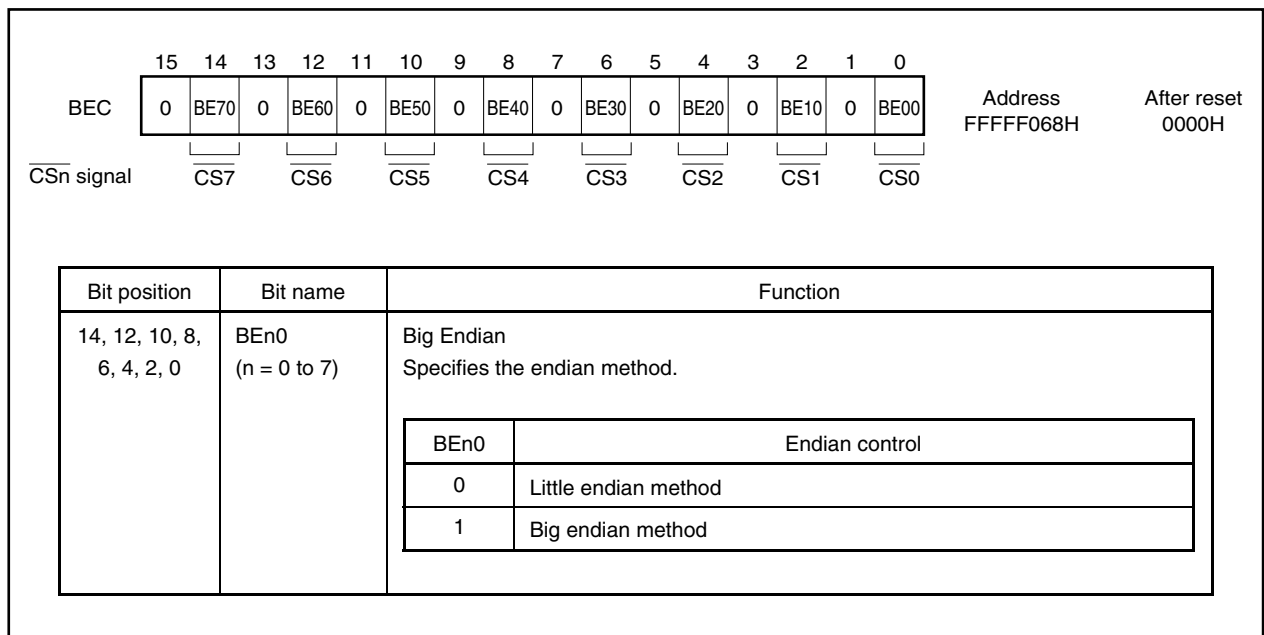 15 14 13 12 11 10 9 8 7 6 5 4 3 2 1 0
BEC 0 BE70 0 BE60 0 BE50 0 BE40 0 BE30 0 BE20 0 BE10 0 BE00 Address After reset
FFFFF068H 0000H
CSn signal CS7 CS6 CS5 CS4 CS3 CS2 CS1 CS0
Bit position Bit name Function
14, 12, 10, 8, BEn0 Big Endian
6, 4, 2, 0 (n = 0 to 7) Specifies the endian method.
BEn0 Endian control
0 Little endian method
1 Big endian method